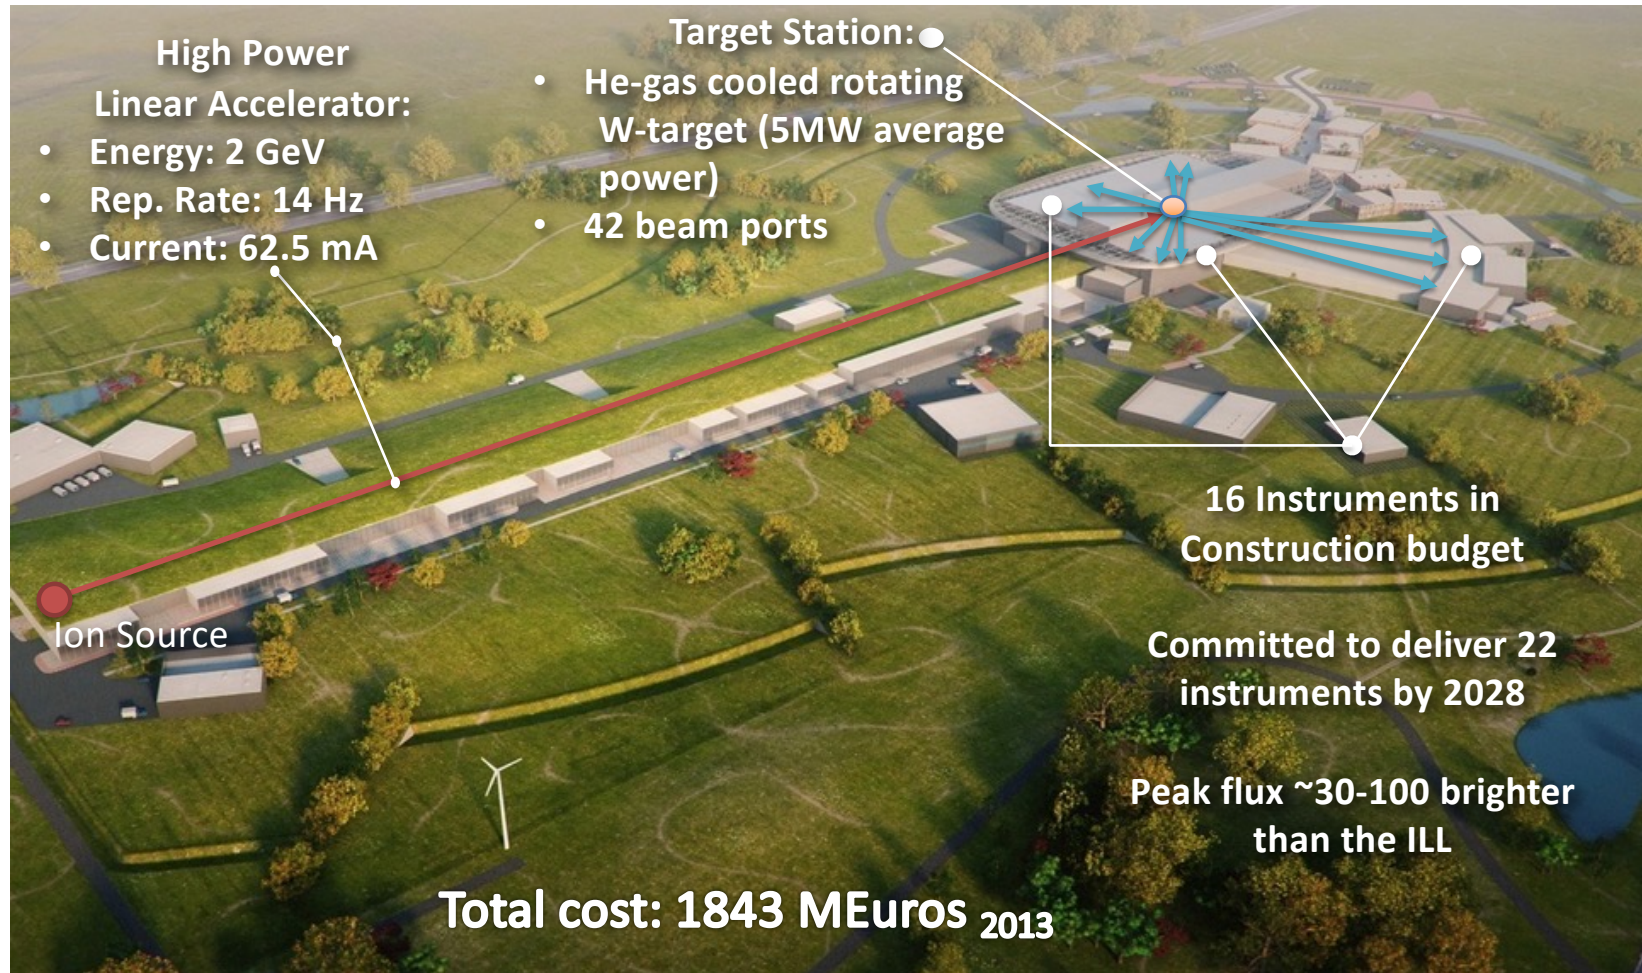 High Power
Linear Accelerator:
• Energy: 2 GeV
• Rep. Rate: 14 Hz
• Current: 62.5 mA
Target Station:
• He-gas cooled rotating
W-target (5MW average
power)
• 42 beam ports
Ion Source
16 Instruments in
Construction budget
Committed to deliver 22
instruments by 2028
Peak flux ~30-100 brighter
than the ILL
Total cost: 1843 MEuros 2013